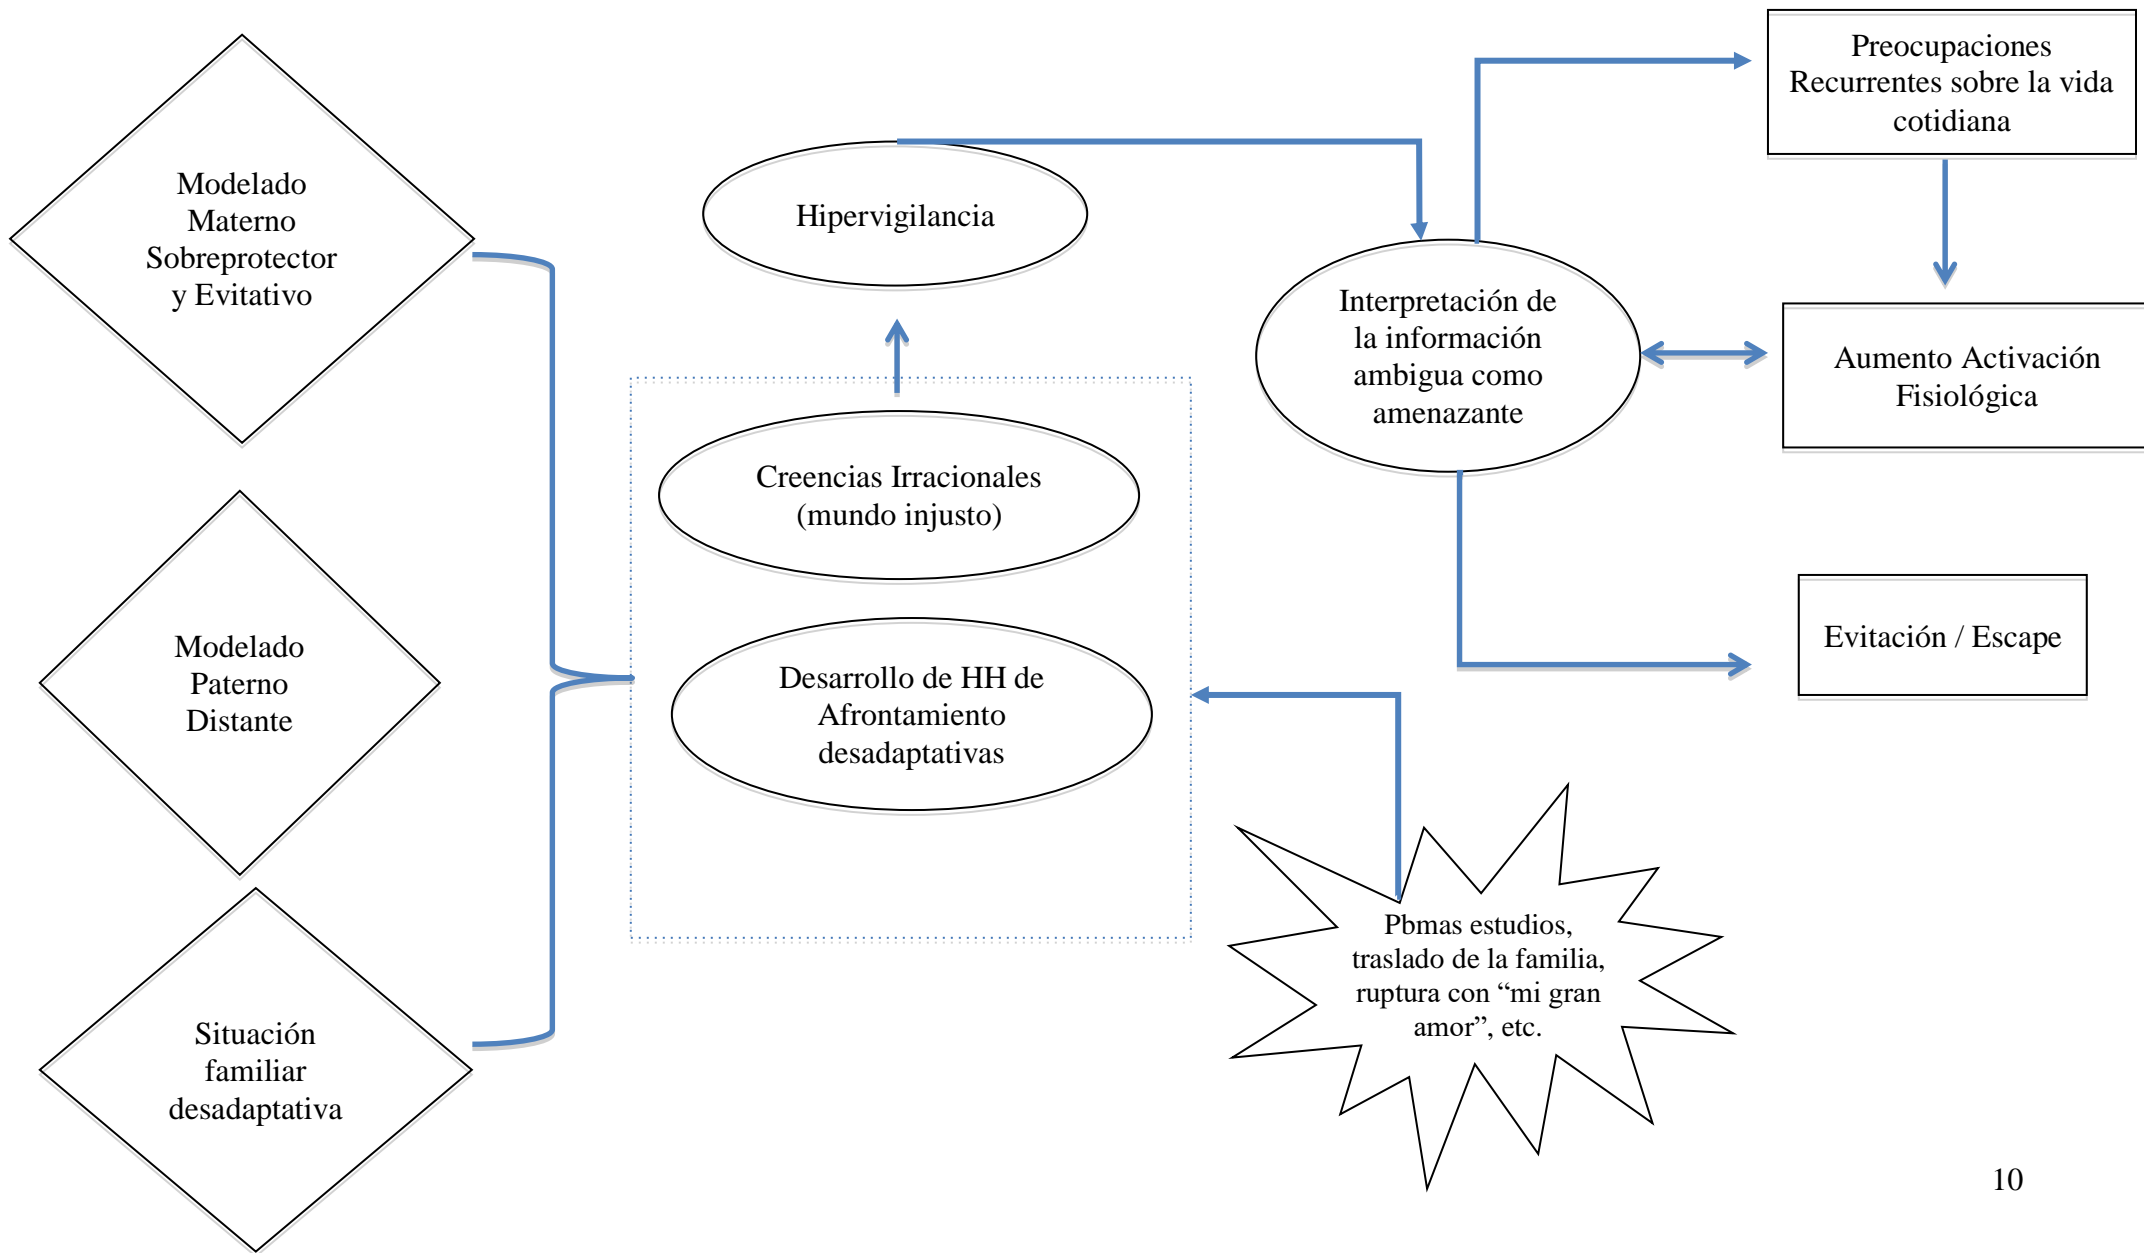 Modelado
Materno
Sobreprotector
y Evitativo
Modelado
Paterno
Distante
Situación
familiar
desadaptativa
Hipervigilancia
Creencias Irracionales
(mundo injusto)
Desarrollo de HH de
Afrontamiento
desadaptativas
Interpretación de
la información
ambigua como
amenazante
Pbmas estudios,
traslado de la familia,
ruptura con “mi gran
amor”, etc.
Preocupaciones
Recurrentes sobre la vida
cotidiana
Aumento Activación
Fisiológica
Evitación / Escape
10